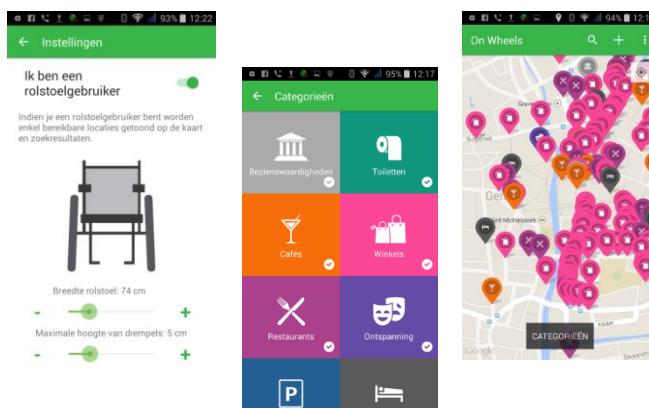 93% 12:22
Instellingen
Ik ben een
rolstoelgebruiker
Indien je een rolstoelgebruiker bent worden
enkel bereikbare locaties getoond op de kaart
en zoekresultaten.
Breedte rolstoel: 74 cm
- +
Maximale hoogte van drempels: 5 cm
- +
95% 12:17
Categorieën
Bezienswaardigheden
Toiletten
Cafés
Winkels
Restaurants
Ontspanning
P
94% 12:1
On Wheels
Sint-Michielskerk
Kouter
CATEGORIEËN
Google